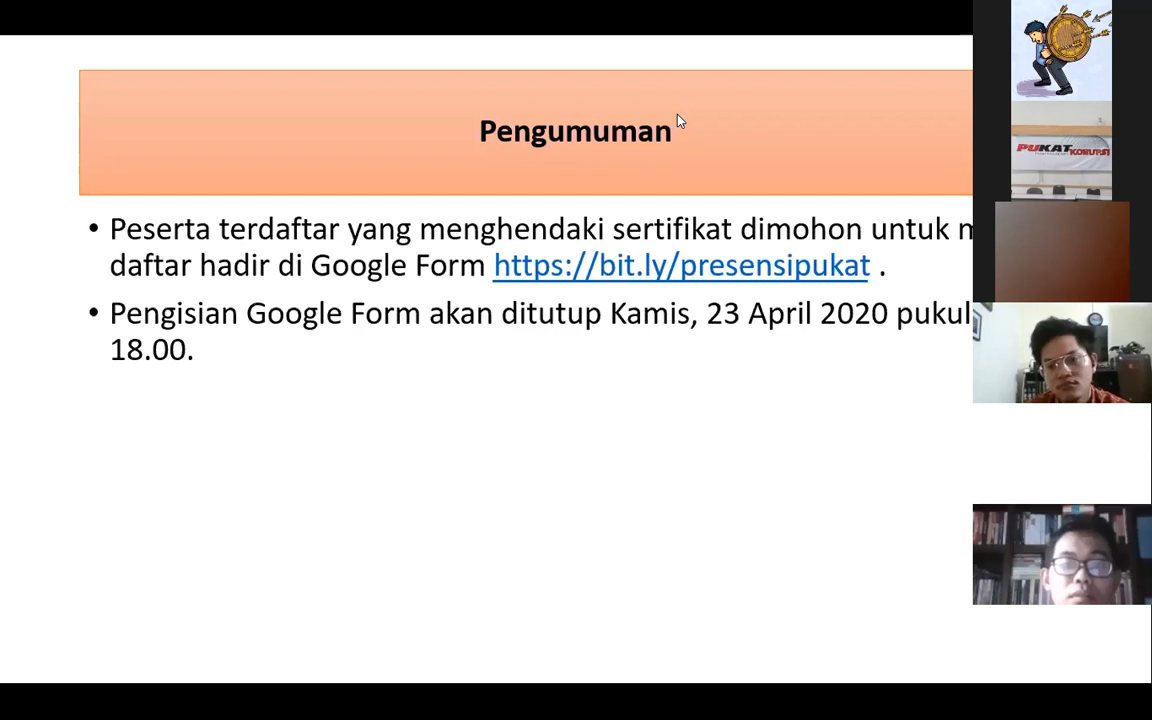 Pengumuman
• Peserta terdaftar yang menghendaki sertifikat dimohon untuk
daftar hadir di Google Form https://bit.ly/presensipukat .
• Pengisian Google Form akan ditutup Kamis, 23 April 2020 pukul
18.00.
PUKAT KORUPSI